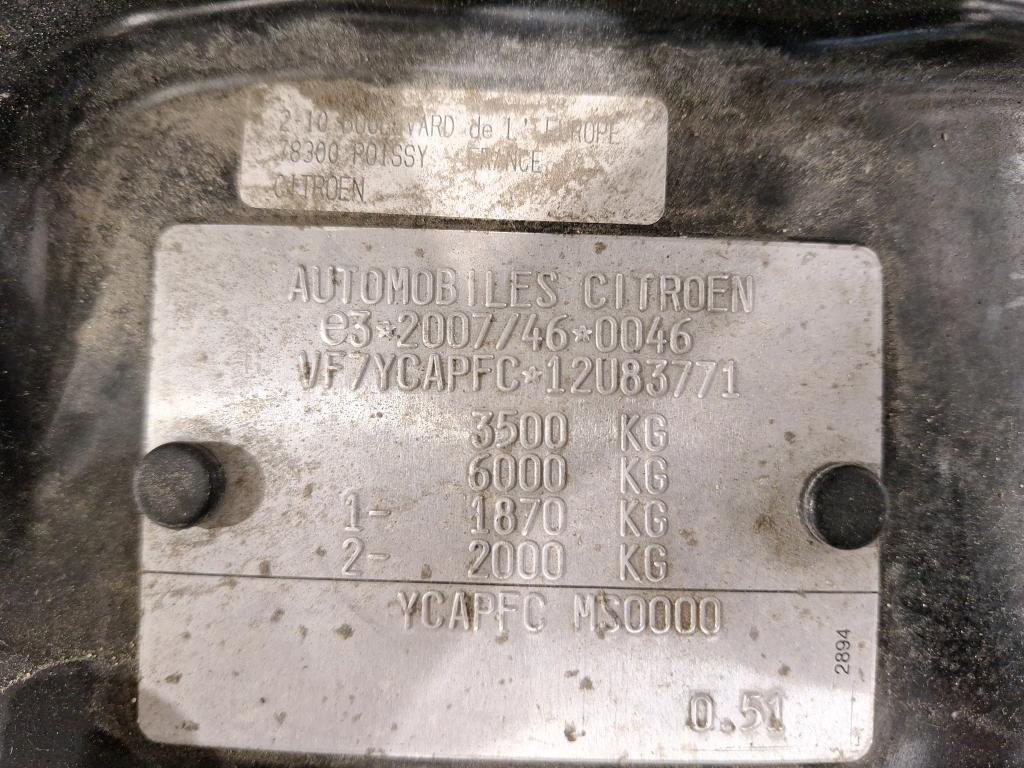 2-10 BOULEVARD de L'EUROPE
78300 POISSY - FRANCE.
CITROEN
AUTOMOBILES CITROEN
e3*2007/46*0046
VF7YCAPFC*12U83771
3500 KG
6000 KG
1- 1870 KG
2- 2000 KG
YCAPFC MS0000
2894
0.51